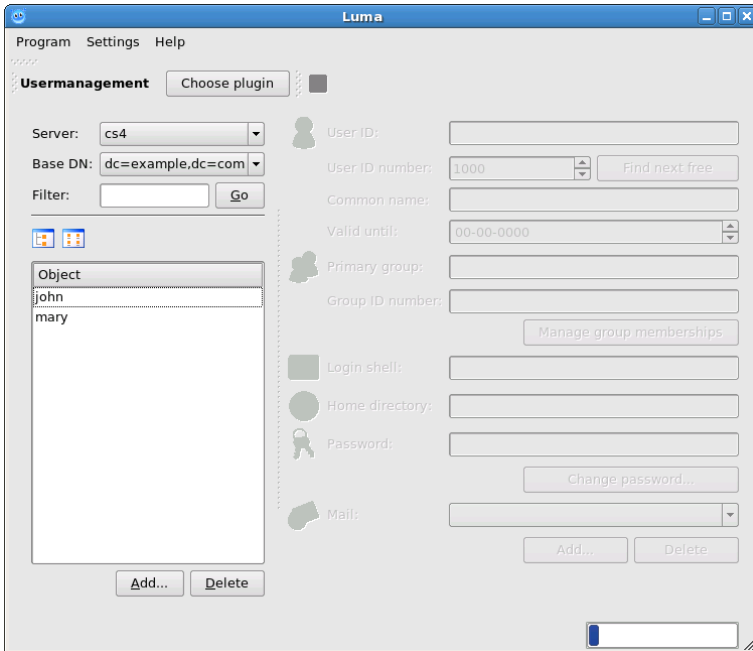 Luma
Program Settings Help
Usermanagement Choose plugin
Server: cs4
Base DN: dc=example,dc=com
Filter: Go
Object
john
mary
Add... Delete
User ID:
User ID number: 1000 Find next free
Common name:
Valid until: 00-00-0000
Primary group:
Group ID number:
Manage group memberships
Login shell:
Home directory:
Password:
Change password...
Mail:
Add... Delete